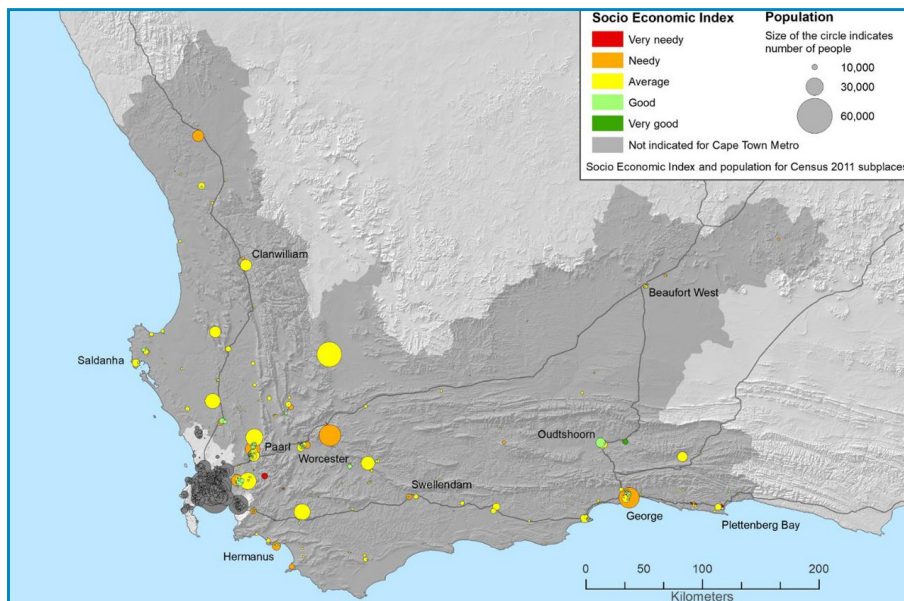 Socio Economic Index
Very needy
Needy
Average
Good
Very good
Not indicated for Cape Town Metro
Population
Size of the circle indicates
number of people
10,000
30,000
60,000
Socio Economic Index and population for Census 2011 subplaces
Clanwilliam
Beaufort West
Saldanha
Oudtshoorn
Paarl
Worcester
Swellendam
George
Plettenberg Bay
Hermanus
0 50 100 200
Kilometers